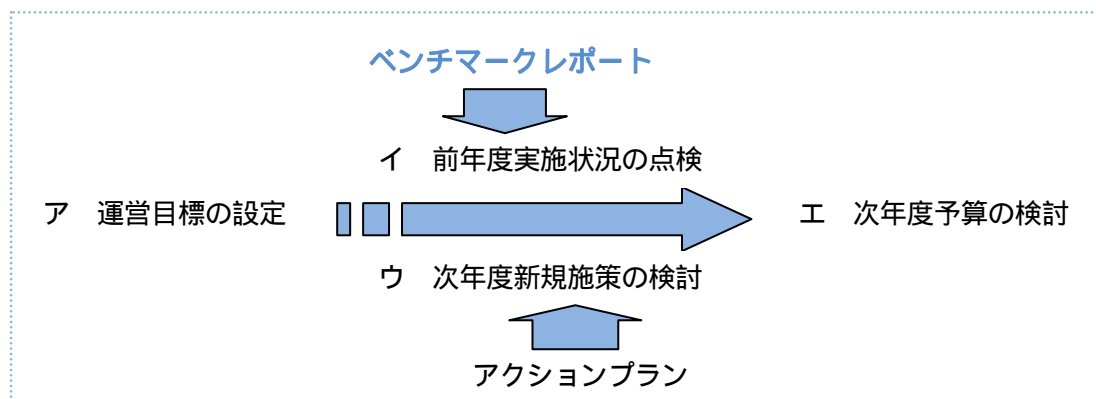 ベンチマークレポート
イ 前年度実施状況の点検
ア 運営目標の設定
エ 次年度予算の検討
ウ 次年度新規施策の検討
アクションプラン